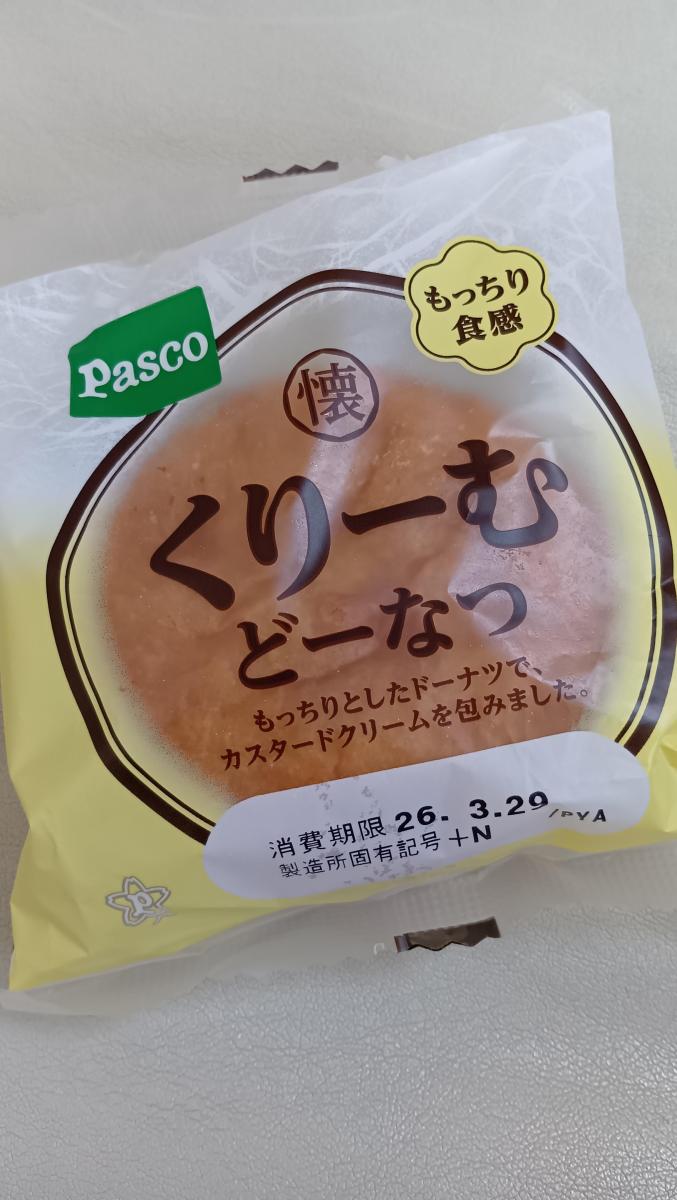 Pasco
もっちり
食感
懐
くりーむ
どーなつ
もっちりとしたドーナツで、
カスタードクリームを包みました。
消費期限 26. 3.29
製造所固有記号 +N /PYA
P